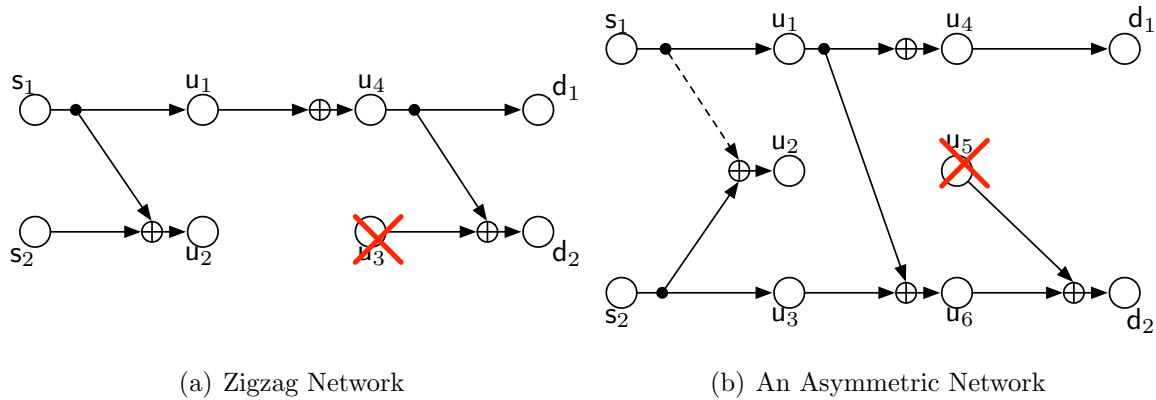 s₁ u₁ u₄ d₁
s₂ u₂ u₃ d₂
(a) Zigzag Network
s₁ u₁ u₄ d₁
u₂ u₅
s₂ u₃ u₆ d₂
(b) An Asymmetric Network